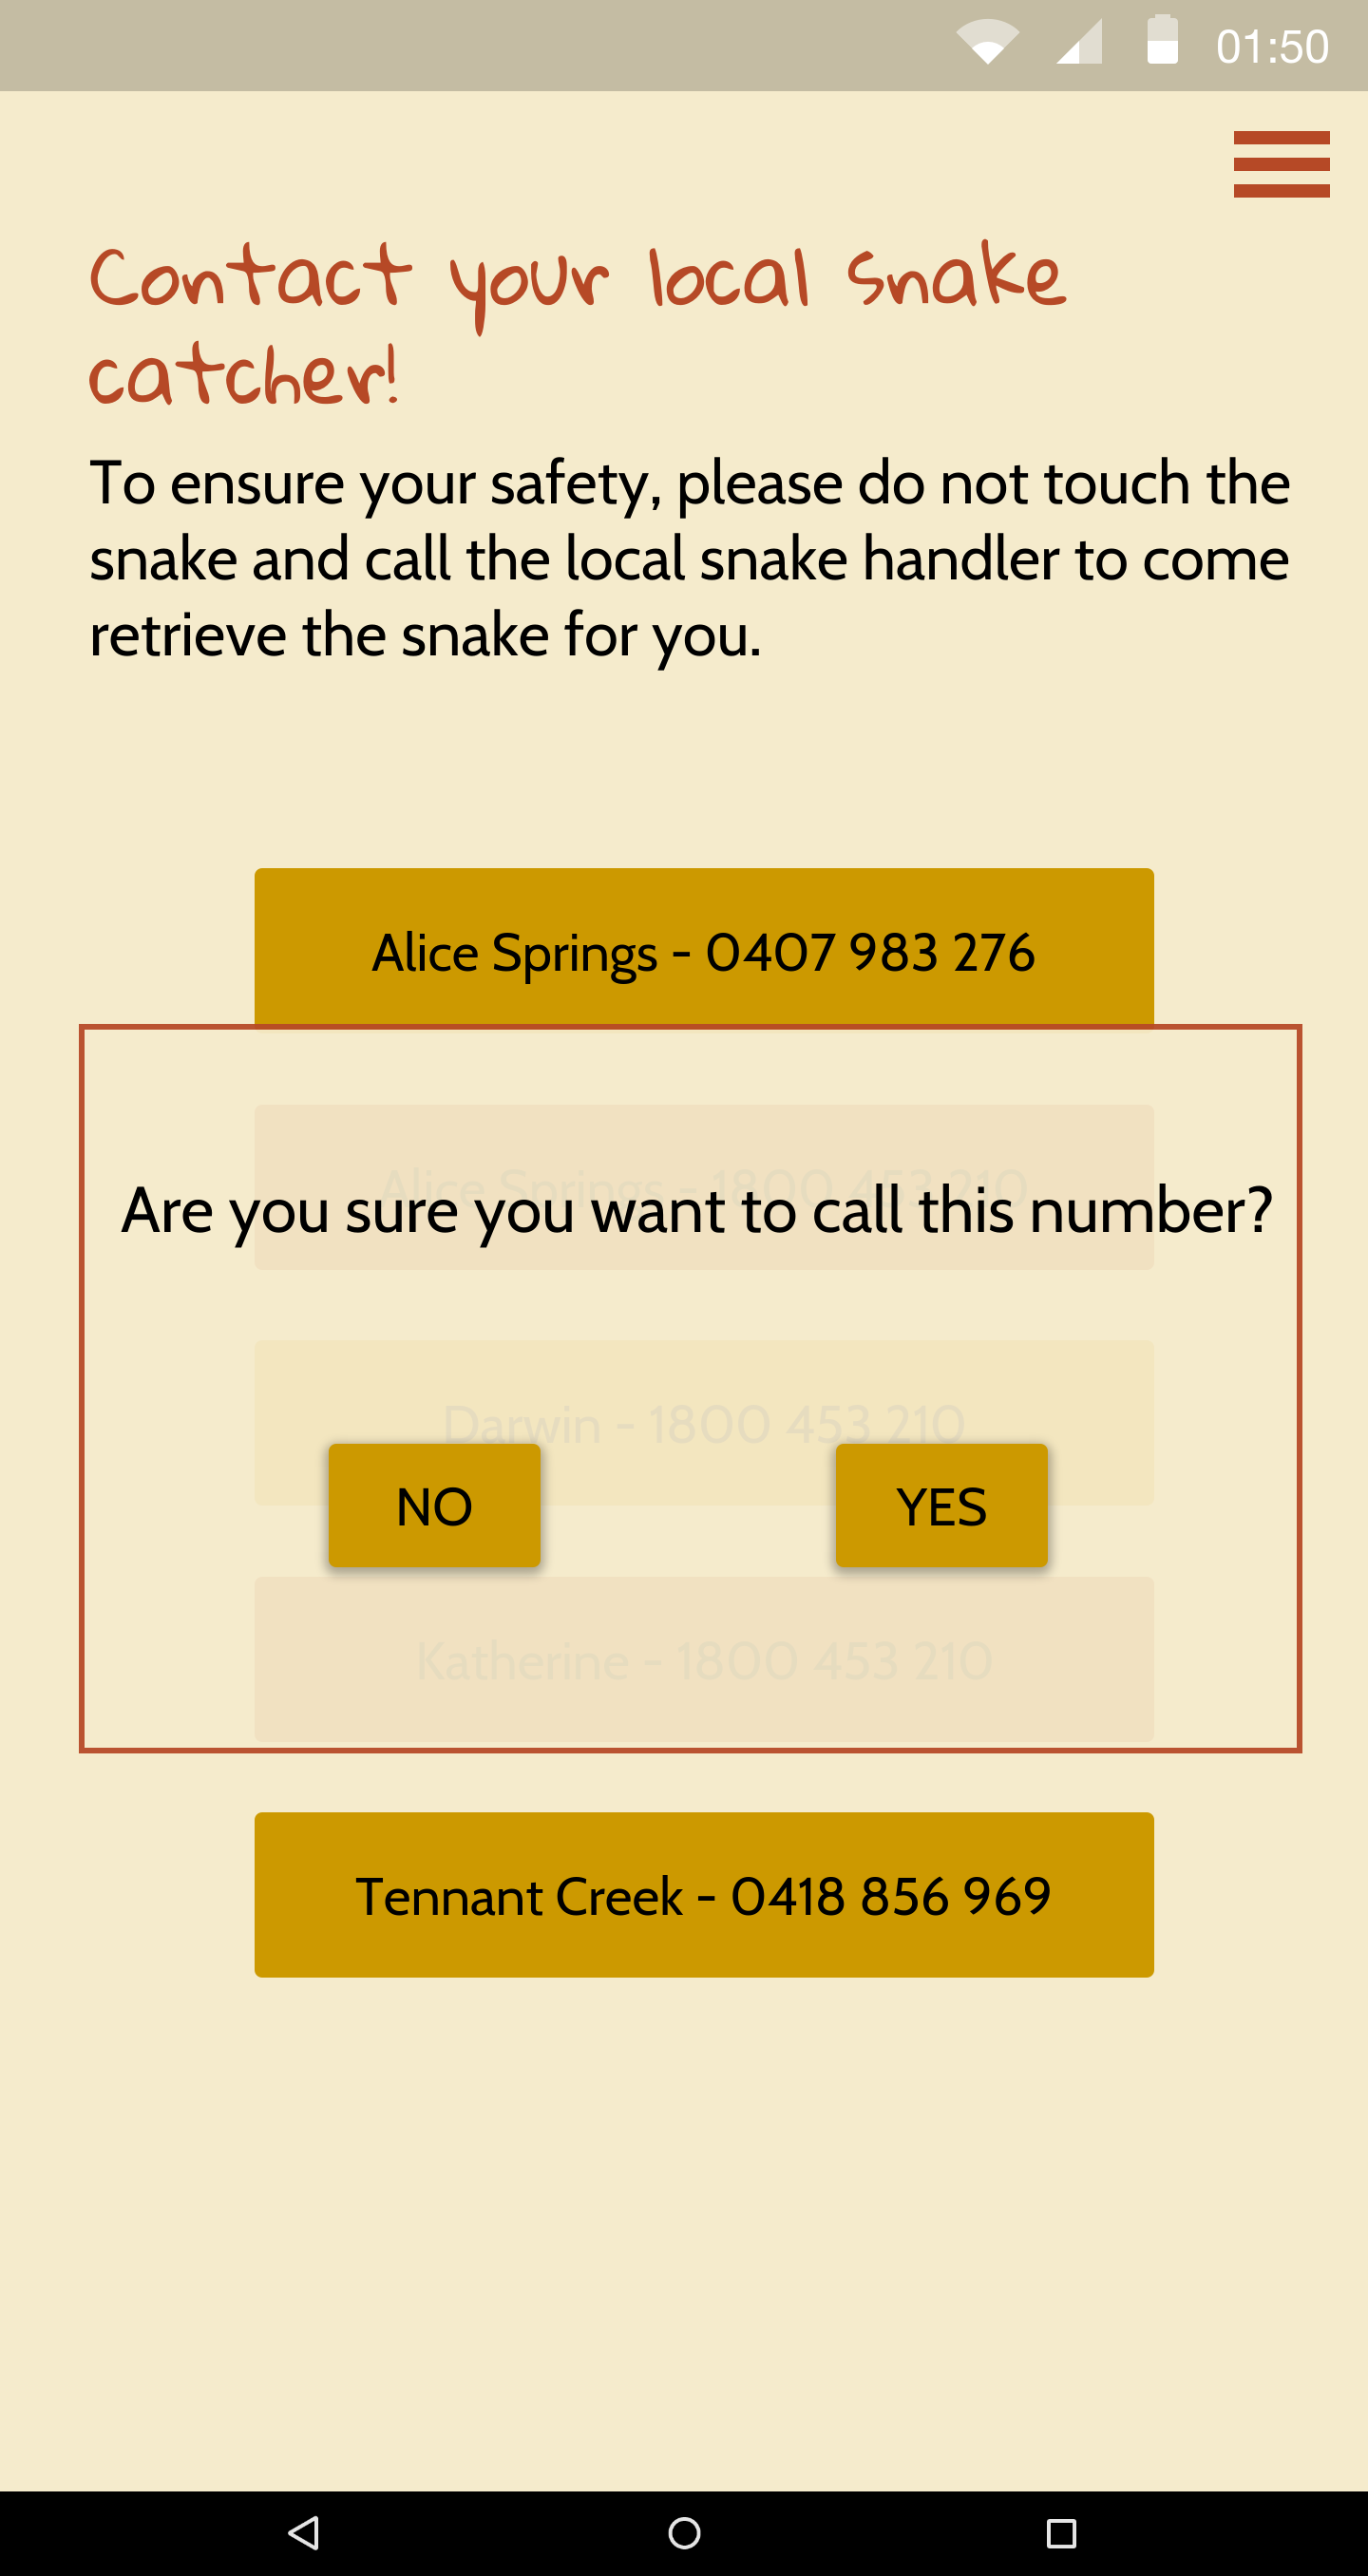 01:50
Contact your local snake
catcher!
To ensure your safety, please do not touch the
snake and call the local snake handler to come
retrieve the snake for you.
Alice Springs - 0407 983 276
Alice Springs - 1800 453 210
Are you sure you want to call this number?
Darwin - 1800 453 210
NO
YES
Katherine - 1800 453 210
Tennant Creek - 0418 856 969